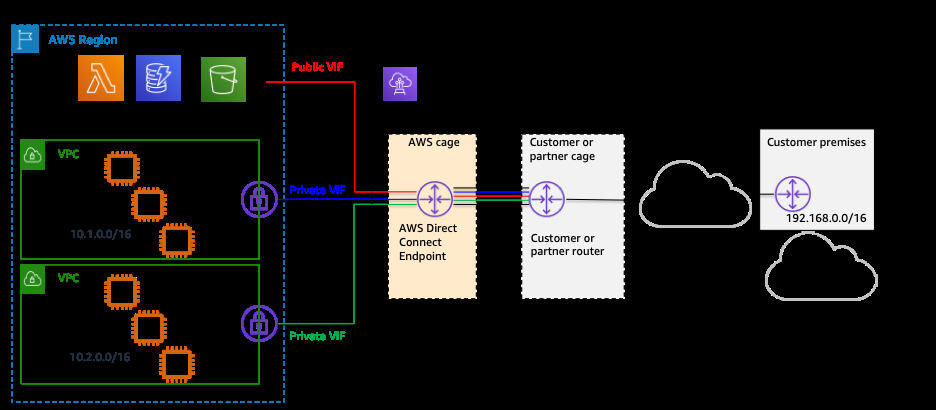 AWS Region
Public VIF
VPC
10.1.0.0/16
Private VIF
VPC
10.2.0.0/16
Private VIF
AWS cage
AWS Direct
Connect
Endpoint
Customer or
partner cage
Customer or
partner router
Customer premises
192.168.0.0/16